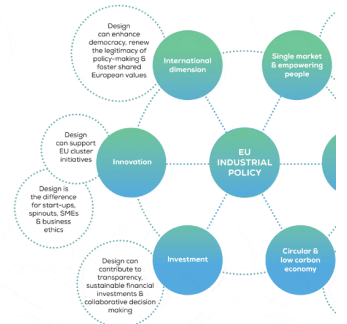 Design
can enhance
democracy, renew
the legitimacy of
policy-making &
foster shared
European values
International
dimension
Single market
& empowering
people
Design
can support
EU cluster
initiatives
Innovation
EU
INDUSTRIAL
POLICY
Design is
the difference
for start-ups,
spinouts, SMEs
& business
ethics
Investment
Circular &
low carbon
economy
Design can
contribute to
transparency,
sustainable financial
investments &
collaborative decision
making